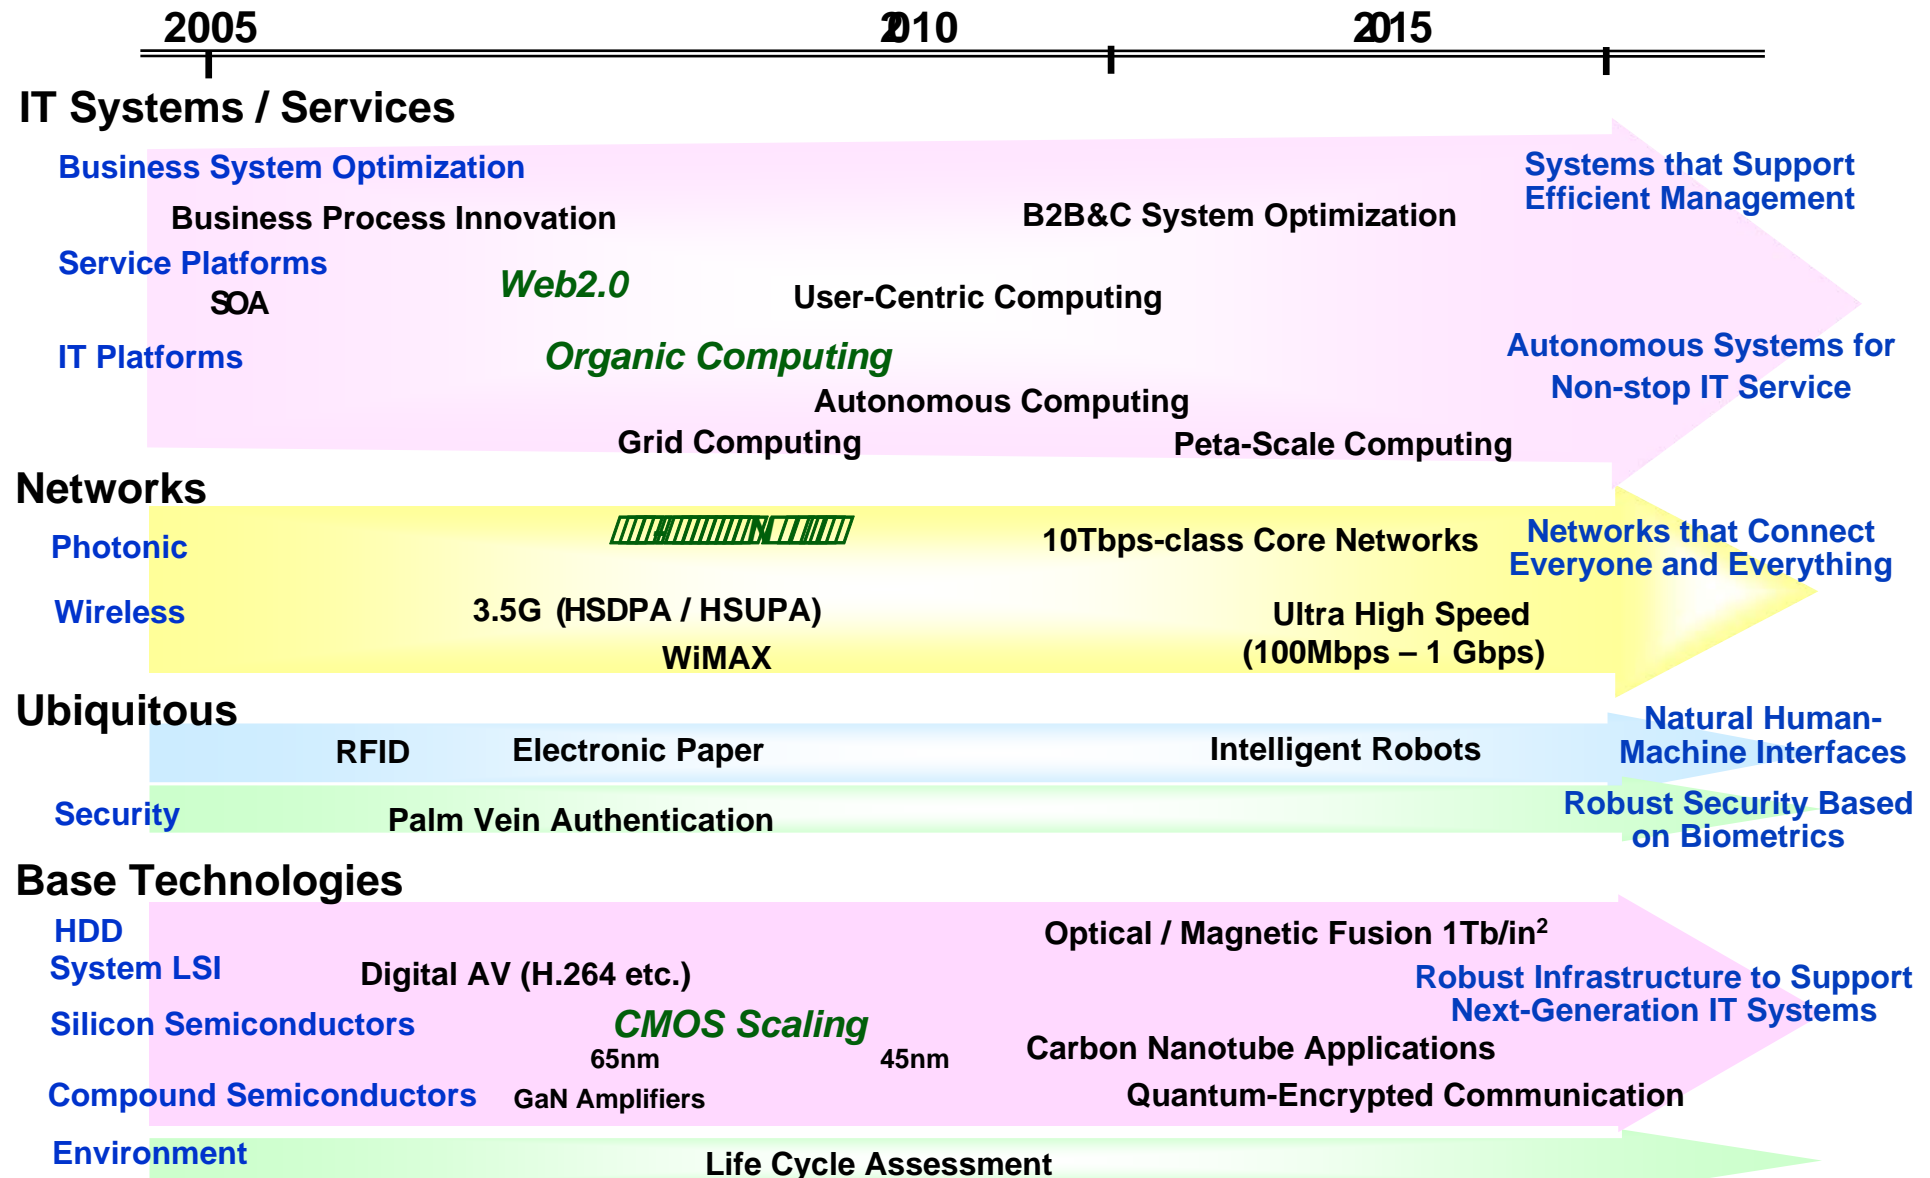 2005 2010 2015
IT Systems / Services
Business System Optimization
Systems that Support
Efficient Management
Business Process Innovation
B2B&C System Optimization
Service Platforms
Web2.0
SOA
User-Centric Computing
IT Platforms
Organic Computing
Autonomous Systems for
Non-stop IT Service
Autonomous Computing
Grid Computing
Peta-Scale Computing
Networks
Photonic
10Tbps-class Core Networks
Networks that Connect
Everyone and Everything
Wireless
3.5G (HSDPA / HSUPA)
WiMAX
Ultra High Speed
(100Mbps – 1 Gbps)
Ubiquitous
RFID
Electronic Paper
Intelligent Robots
Natural Human-
Machine Interfaces
Security
Palm Vein Authentication
Robust Security Based
on Biometrics
Base Technologies
HDD
Optical / Magnetic Fusion 1Tb/in²
System LSI
Digital AV (H.264 etc.)
Robust Infrastructure to Support
Next-Generation IT Systems
Silicon Semiconductors
CMOS Scaling
65nm
45nm
Carbon Nanotube Applications
Compound Semiconductors
GaN Amplifiers
Quantum-Encrypted Communication
Environment
Life Cycle Assessment